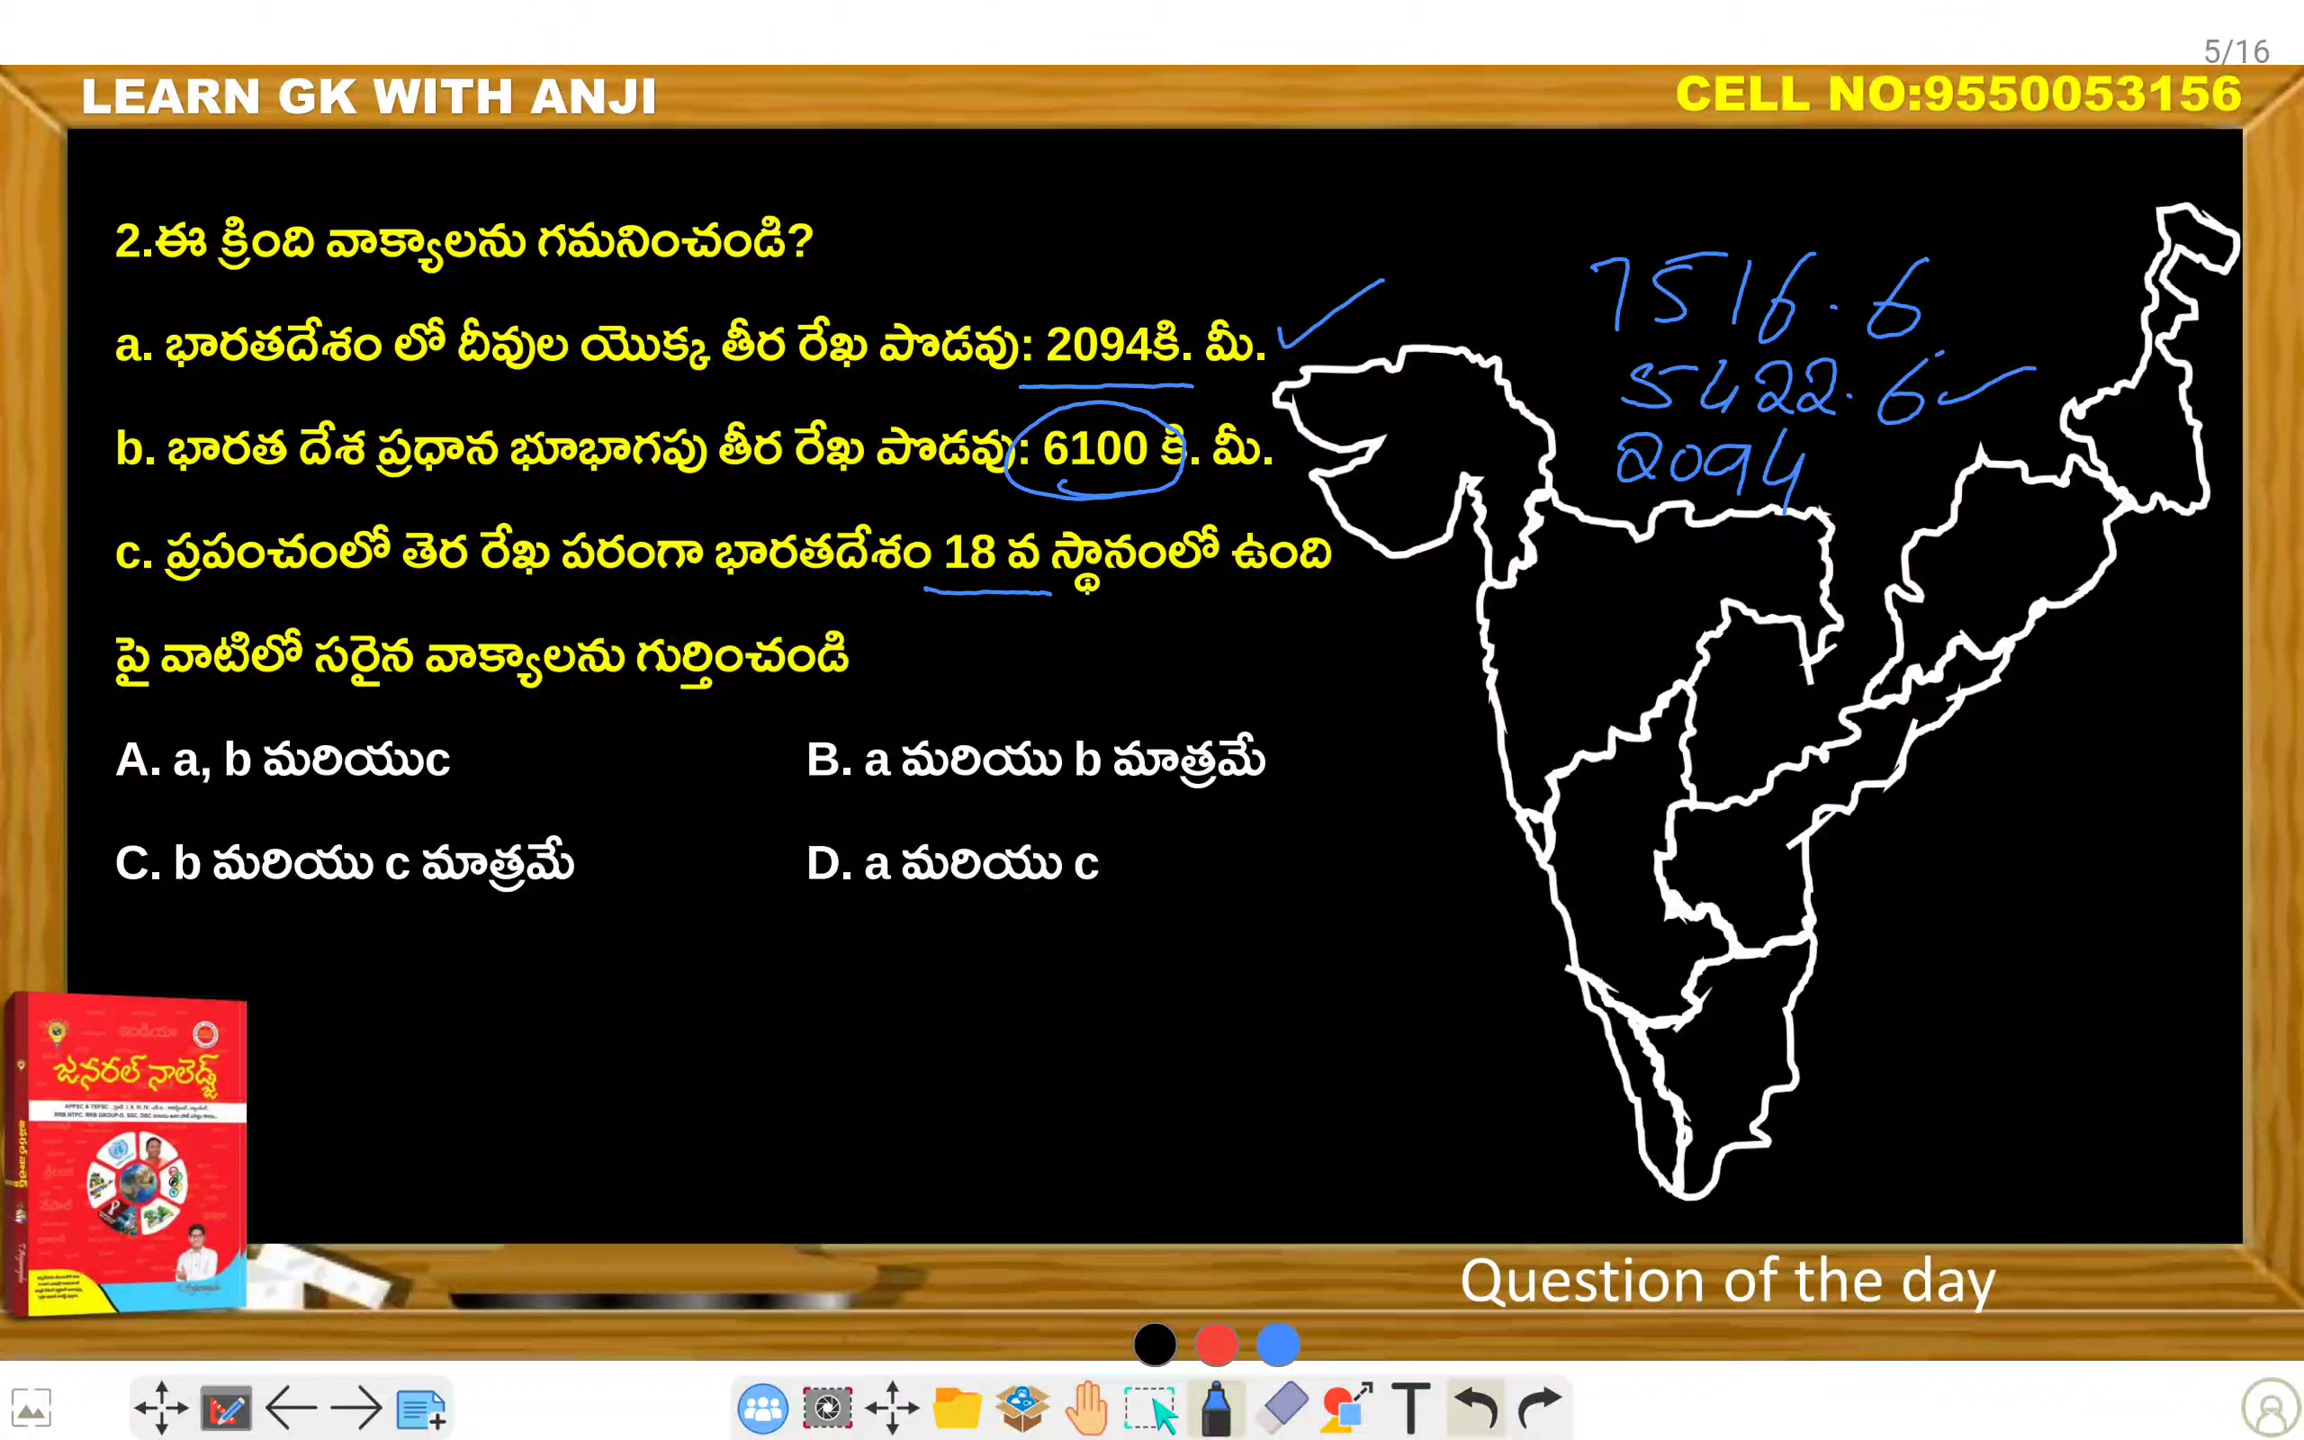 5/16
LEARN GK WITH ANJI
CELL NO:9550053156
2.ఈ క్రింది వాక్యాలను గమనించండి?
a. భారతదేశం లో దీవుల యొక్క తీర రేఖ పొడవు: 2094కి. మీ.
b. భారత దేశ ప్రధాన భూభాగపు తీర రేఖ పొడవు: 6100 కి. మీ.
c. ప్రపంచంలో తెర రేఖ పరంగా భారతదేశం 18 వ స్థానంలో ఉంది
పై వాటిలో సరైన వాక్యాలను గుర్తించండి
A. a, b మరియుc
B. a మరియు b మాత్రమే
C. b మరియు c మాత్రమే
D. a మరియు c
7516.6
5422.6
2094
ఇండియా
జనరల్ నాలెడ్జ్
Question of the day
T